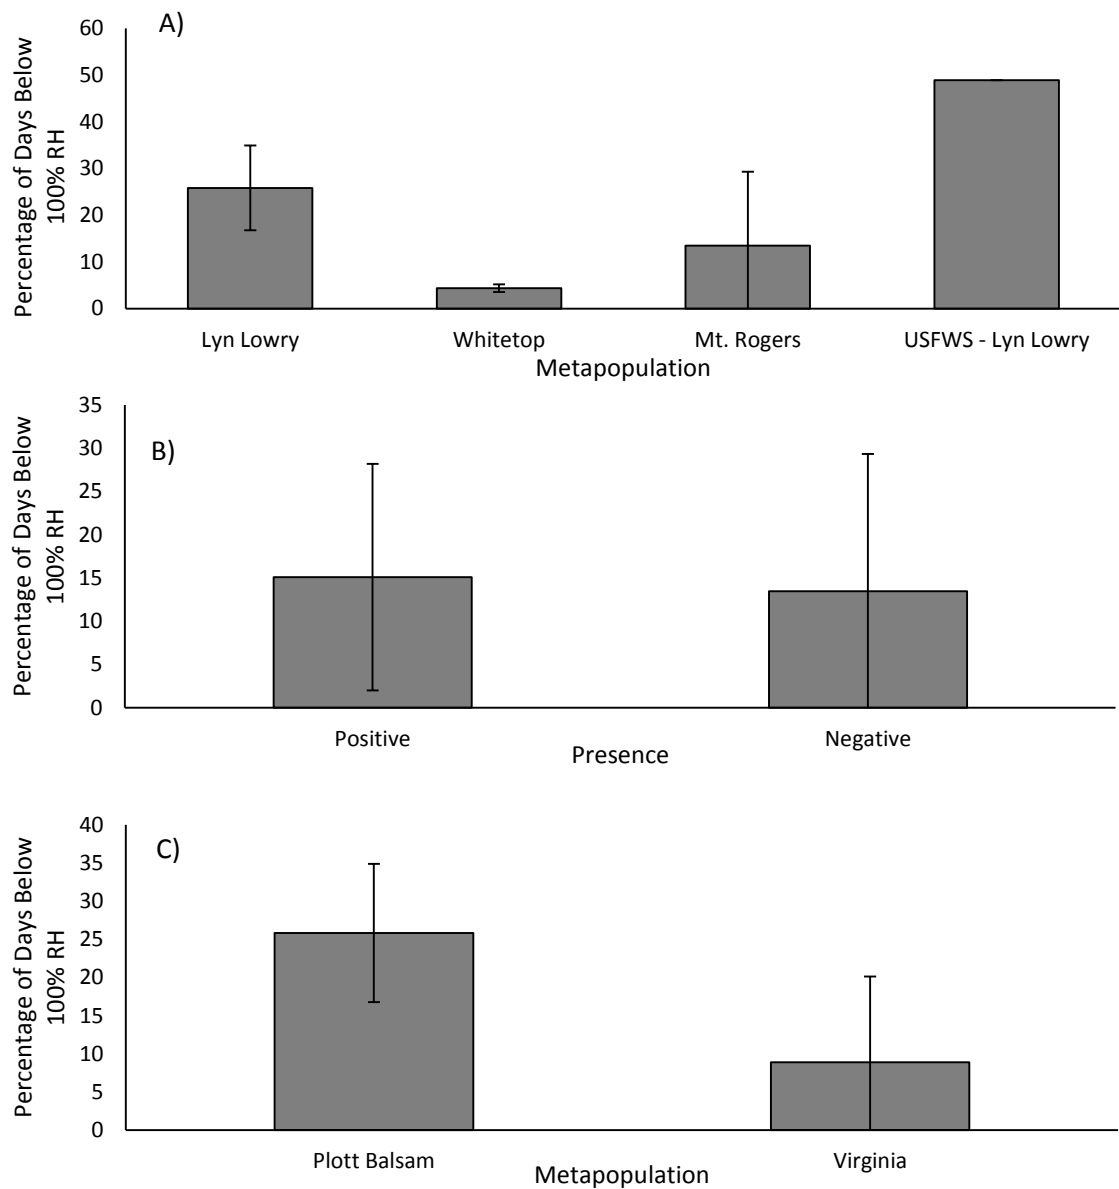 A)
Percentage of Days Below
100% RH
60
50
40
30
20
10
0
Lyn Lowry Whitetop Mt. Rogers USFWS - Lyn Lowry
Metapopulation
B)
Percentage of Days Below
100% RH
35
30
25
20
15
10
5
0
Positive Negative
Presence
C)
Percentage of Days Below
100% RH
40
35
30
25
20
15
10
5
0
Plott Balsam Virginia
Metapopulation